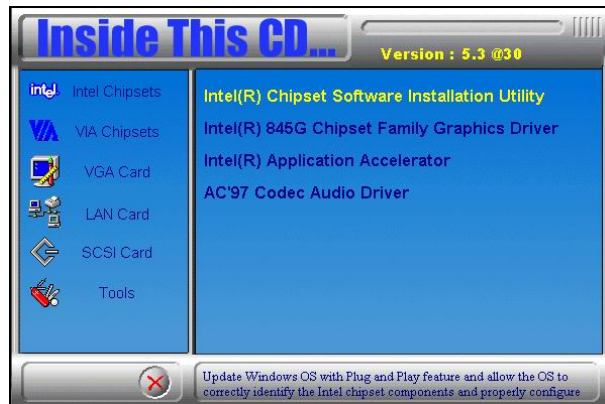 Inside This CD...
Version : 5.3 @30
intel
Intel Chipsets
VIA
VIA Chipsets
VGA Card
LAN Card
SCSI Card
Tools
Intel(R) Chipset Software Installation Utility
Intel(R) 845G Chipset Family Graphics Driver
Intel(R) Application Accelerator
AC'97 Codec Audio Driver
Update Windows OS with Plug and Play feature and allow the OS to
correctly identify the Intel chipset components and properly configure